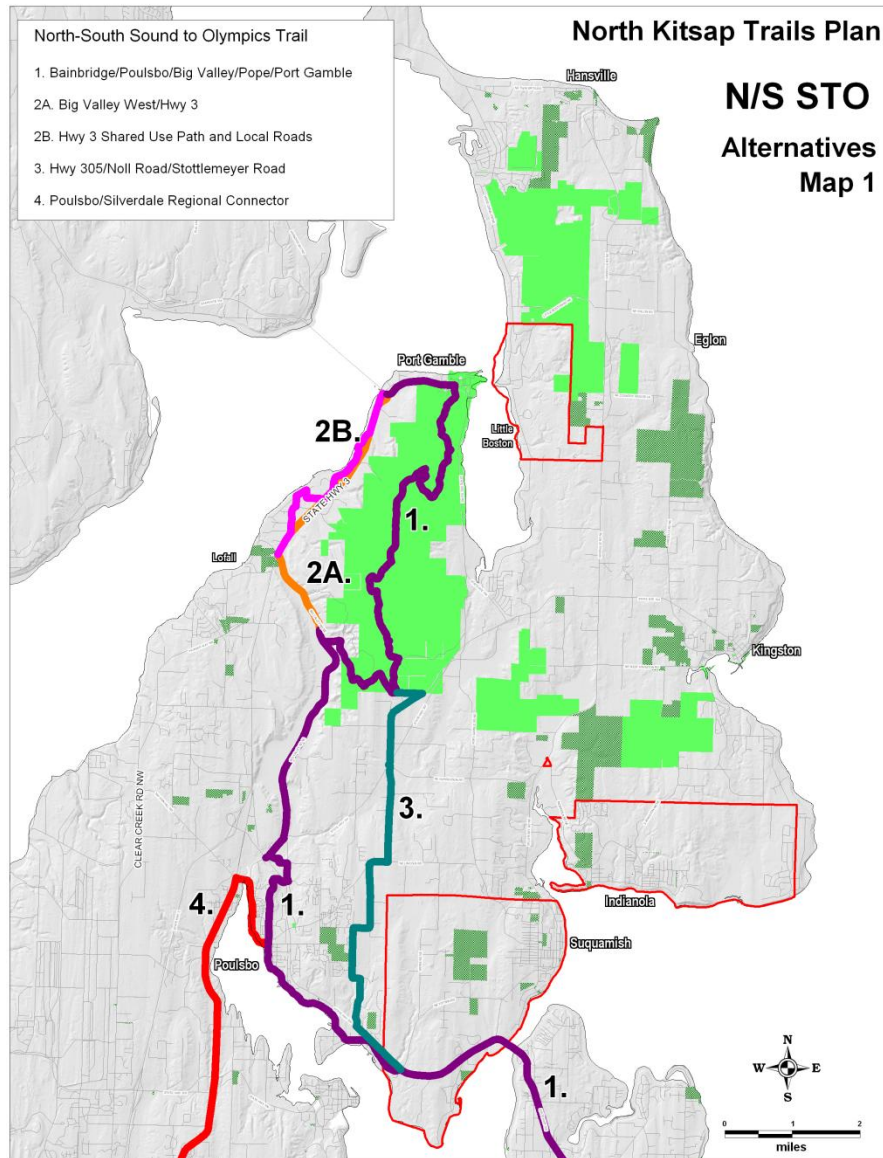 North-South Sound to Olympics Trail
1. Bainbridge/Poulsbo/Big Valley/Pope/Port Gamble
2A. Big Valley West/Hwy 3
2B. Hwy 3 Shared Use Path and Local Roads
3. Hwy 305/Noll Road/Stottlemeyer Road
4. Poulsbo/Silverdale Regional Connector
North Kitsap Trails Plan
N/S STO
Alternatives
Map 1
Hansville
Eglon
Port Gamble
Little
Boston
2B.
STATE HWY 3
1.
Lofall
2A.
Kingston
3.
CLEAR CREEK RD NW
4.
1.
Indianola
Suquamish
Poulsbo
1.
N
W E
S
0 1 2
miles